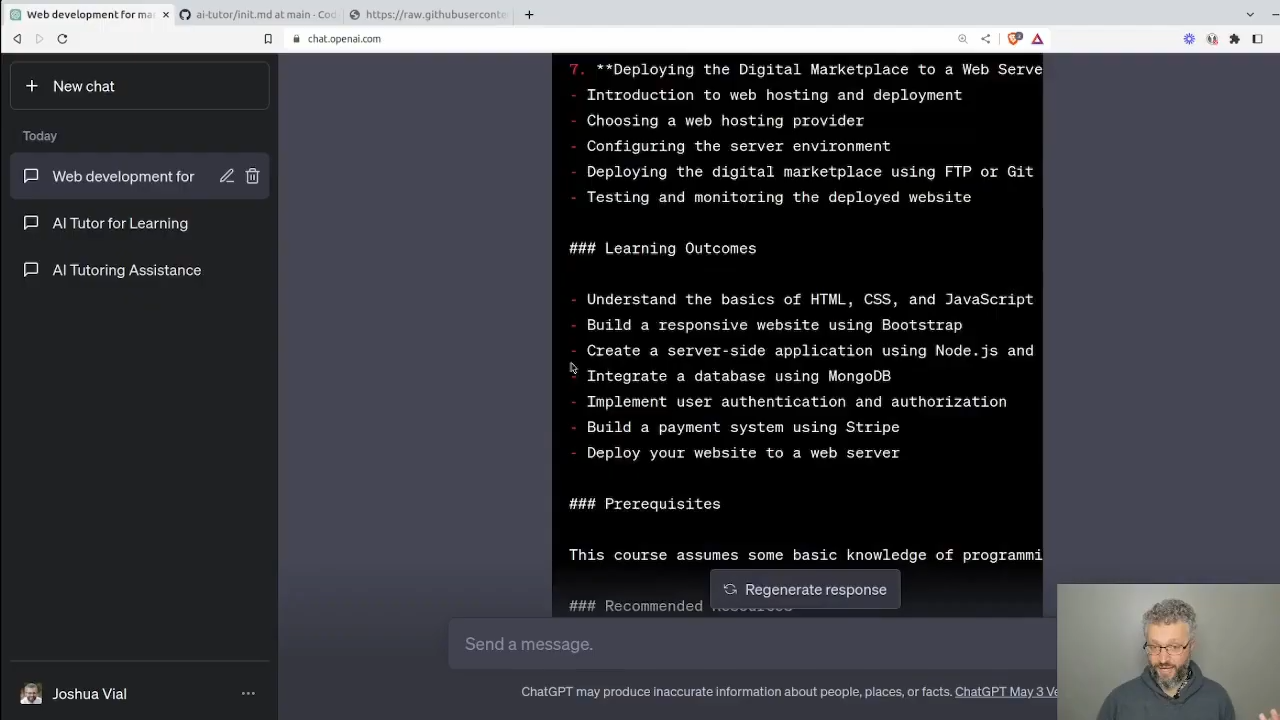 Web development for ma
ai-tutor/init.md at main · Cod
https://raw.githubuserconte
chat.openai.com
New chat
Today
Web development for
AI Tutor for Learning
AI Tutoring Assistance
Joshua Vial
7. **Deploying the Digital Marketplace to a Web Serve
- Introduction to web hosting and deployment
- Choosing a web hosting provider
- Configuring the server environment
- Deploying the digital marketplace using FTP or Git
- Testing and monitoring the deployed website
### Learning Outcomes
- Understand the basics of HTML, CSS, and JavaScript
- Build a responsive website using Bootstrap
- Create a server-side application using Node.js and
- Integrate a database using MongoDB
- Implement user authentication and authorization
- Build a payment system using Stripe
- Deploy your website to a web server
### Prerequisites
This course assumes some basic knowledge of programmi
Regenerate response
### Recommended Resources
Send a message.
ChatGPT may produce inaccurate information about people, places, or facts. ChatGPT May 3 Ve